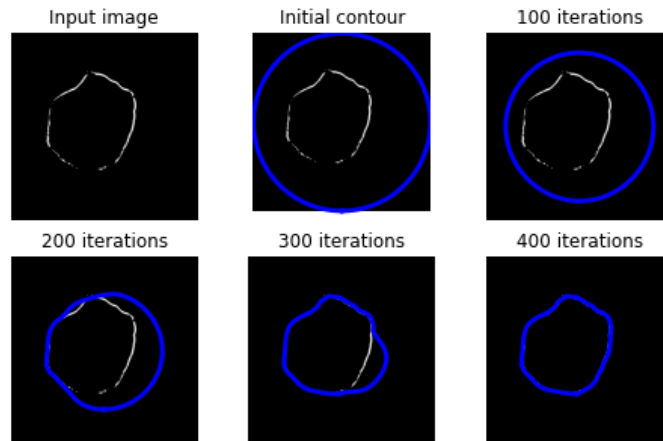 Input image
Initial contour
100 iterations
200 iterations
300 iterations
400 iterations